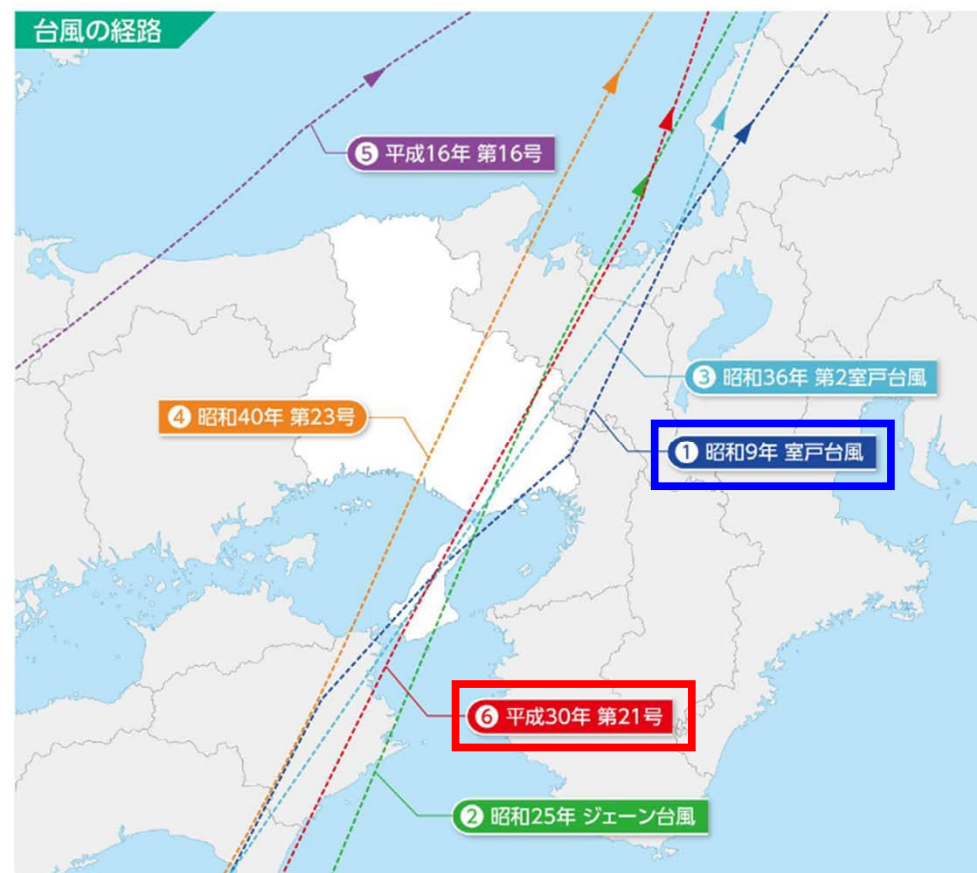 台風の経路
⑤ 平成16年 第16号
③ 昭和36年 第2室戸台風
④ 昭和40年 第23号
① 昭和9年 室戸台風
⑥ 平成30年 第21号
② 昭和25年 ジェーン台風